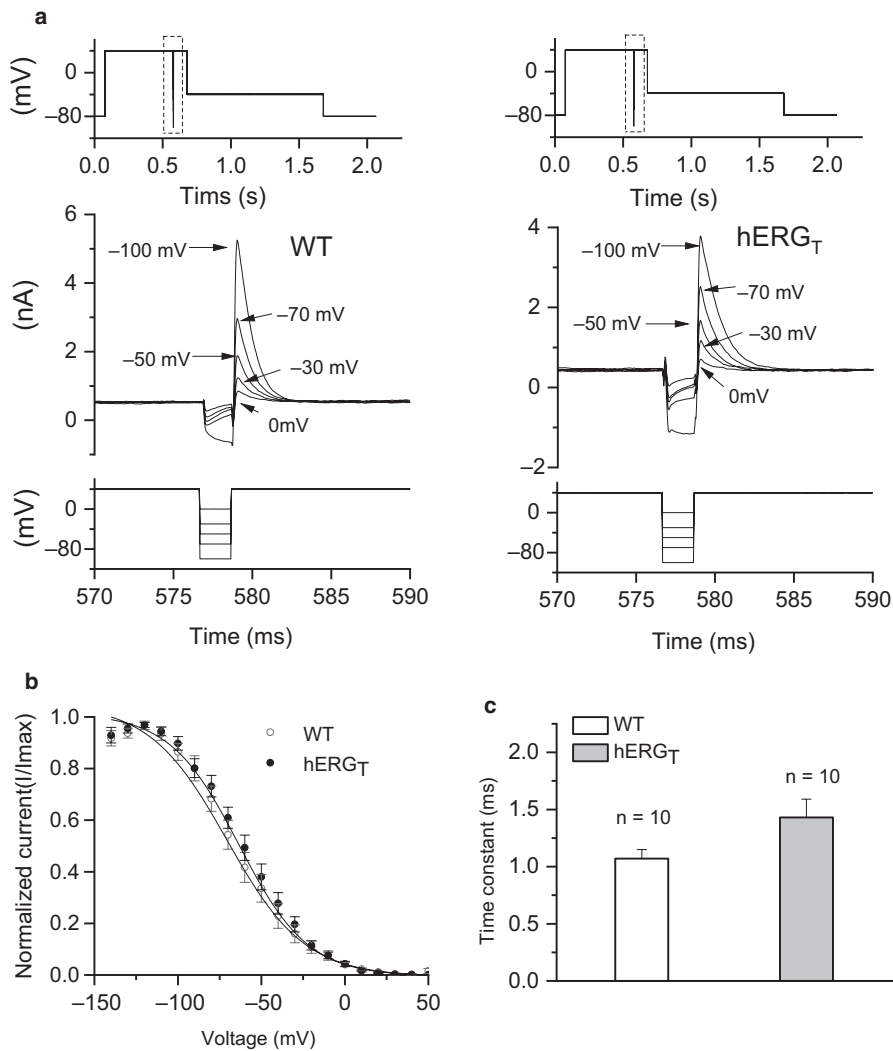 a
(mV)
0
−80
0.0 0.5 1.0 1.5 2.0
Tims (s)
(mV)
0
−80
0.0 0.5 1.0 1.5 2.0
Time (s)
(nA)
6
4
2
0
WT
−100 mV
−70 mV
−50 mV
−30 mV
0mV
(mV)
0
−80
570 575 580 585 590
Time (ms)
4
2
0
−2
hERGT
−100 mV
−70 mV
−50 mV
−30 mV
0mV
0
−80
570 575 580 585 590
Time (ms)
b
Normalized current(I/Imax)
1.0
0.8
0.6
0.4
0.2
0.0
WT
hERGT
−150 −100 −50 0 50
Voltage (mV)
c
Time constant (ms)
2.0
1.5
1.0
0.5
0.0
WT
hERGT
n = 10
n = 10